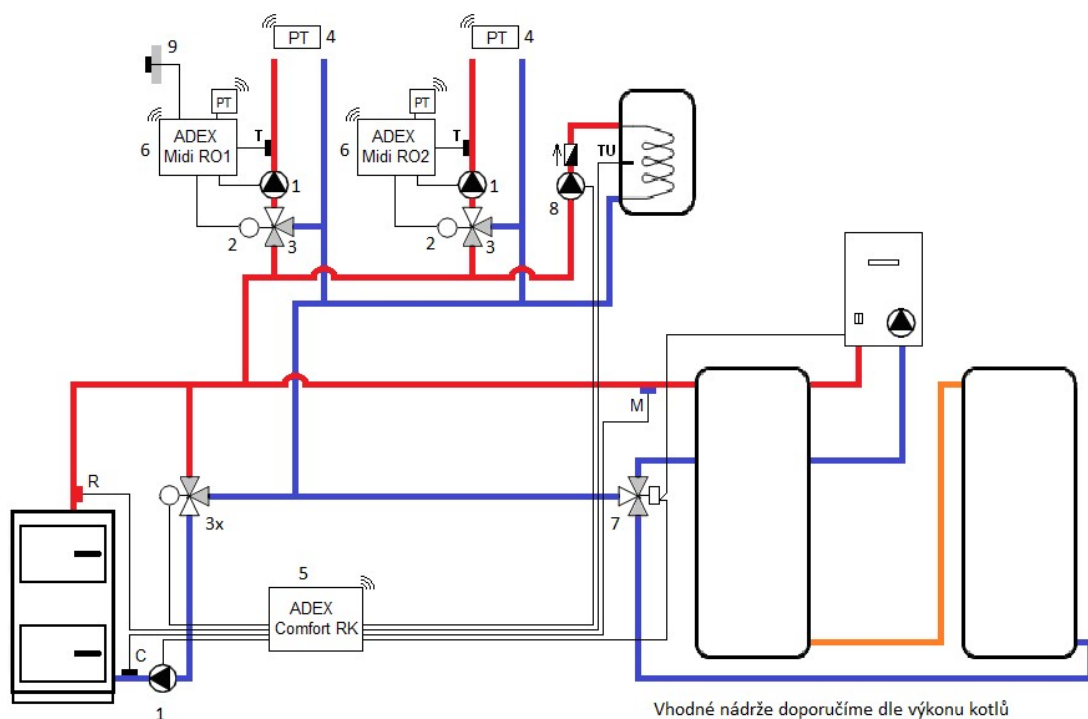 PT 4
PT 4
9
PT
PT
6 ADEX
Midi RO1
T
6 ADEX
Midi RO2
T
TU
1
1
8
2
3
2
3
M
R
3x
7
5
ADEX
Comfort RK
C
1
Vhodné nádrže doporučíme dle výkonu kotlů